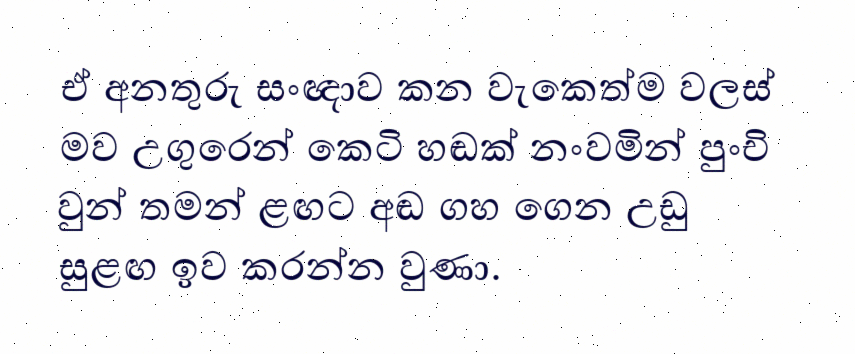 ඒ අනතුරු සංඥාව කන වැකෙත්ම වලස්
මව උගුරෙන් කෙටි හඬක් නංවමින් පුංචි
වුන් තමන් ළඟට අඬ ගහ ගෙන උඩු
සුළඟ ඉව කරන්න වුණා.